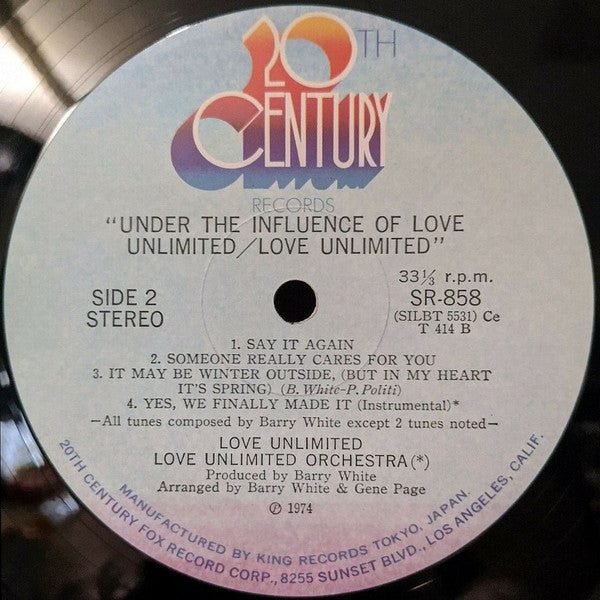 20TH
CENTURY
RECORDS
"UNDER THE INFLUENCE OF LOVE
UNLIMITED/LOVE UNLIMITED"
33⅓ r.p.m.
SIDE 2
SR-858
STEREO
(SILBT 5531) Ce
T 414 B
1. SAY IT AGAIN
2. SOMEONE REALLY CARES FOR YOU
3. IT MAY BE WINTER OUTSIDE, (BUT IN MY HEART
IT'S SPRING) (B. White-P. Politi)
4. YES, WE FINALLY MADE IT (Instrumental)*
—All tunes composed by Barry White except 2 tunes noted—
LOVE UNLIMITED
LOVE UNLIMITED ORCHESTRA(*)
Produced by Barry White
Arranged by Barry White & Gene Page
℗ 1974
MANUFACTURED BY KING RECORDS TOKYO, JAPAN.
20TH CENTURY FOX RECORD CORP., 8255 SUNSET BLVD., LOS ANGELES, CALIF.